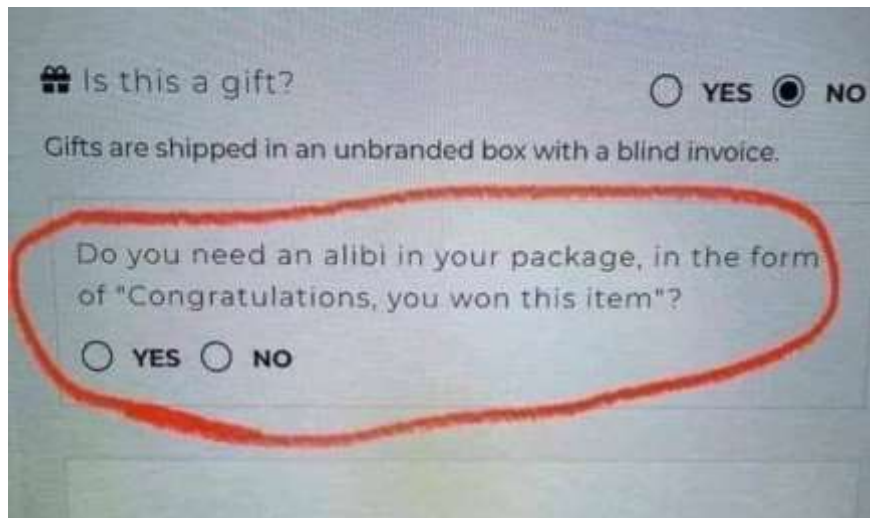 Is this a gift?
YES NO
Gifts are shipped in an unbranded box with a blind invoice.
Do you need an alibi in your package, in the form
of "Congratulations, you won this item"?
YES NO